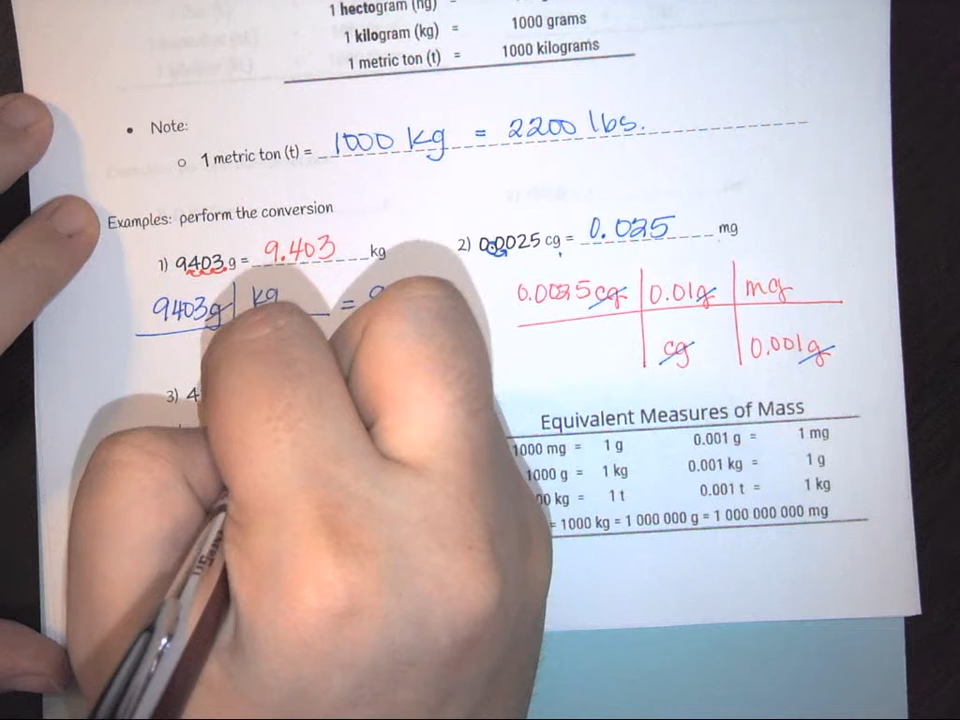 1 hectogram (hg) =
1 kilogram (kg) = 1000 grams
1 metric ton (t) = 1000 kilograms
• Note:
○ 1 metric ton (t) = 1000 kg = 2200 lbs.
Examples: perform the conversion
1) 9403 g = 9.403 kg
2) 0.0025 cg = 0.025 mg
9403g kg =
0.0025cg 0.01g mg
cg 0.001g
3) 4
Equivalent Measures of Mass
1000 mg = 1 g 0.001 g = 1 mg
1000 g = 1 kg 0.001 kg = 1 g
00 kg = 1 t 0.001 t = 1 kg
= 1000 kg = 1 000 000 g = 1 000 000 000 mg